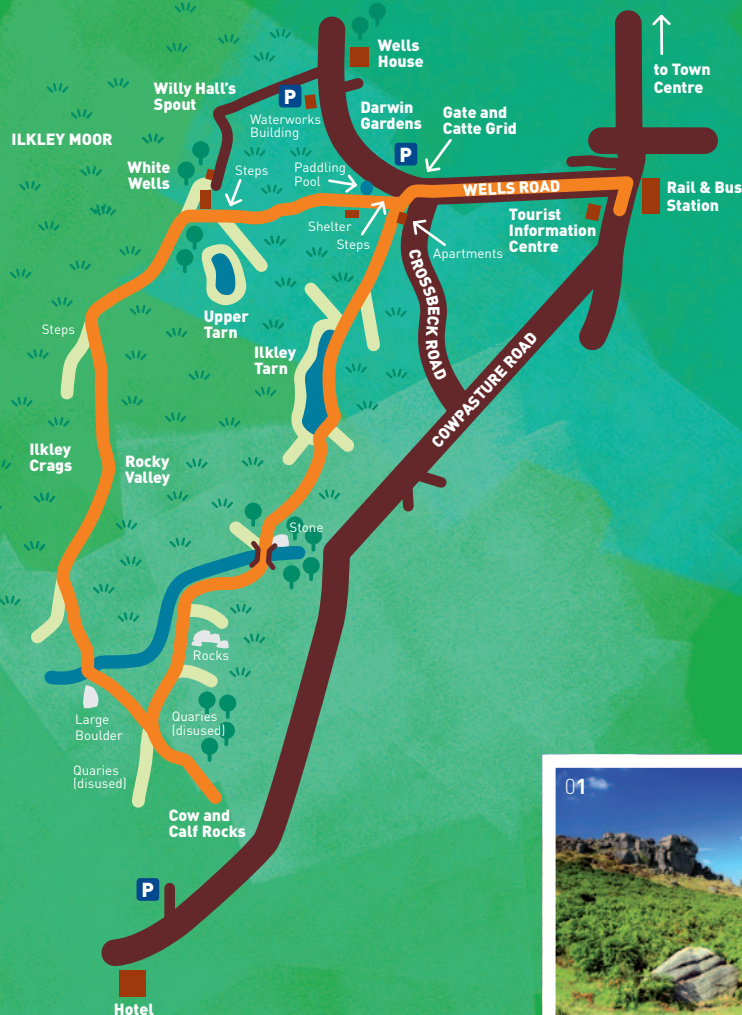 Wells
House
to Town
Centre
Willy Hall's
Spout
P
Waterworks
Building
Darwin
Gardens
Gate and
Catte Grid
ILKLEY MOOR
P
White
Wells
Steps
Paddling
Pool
WELLS ROAD
Rail & Bus
Station
Shelter
Steps
Tourist
Information
Centre
Apartments
CROSSBECK ROAD
Upper
Tarn
Steps
Ilkley
Tarn
COWPASTURE ROAD
Ilkley
Crags
Rocky
Valley
Stone
Rocks
Large
Boulder
Quaries
(disused)
Quaries
(disused)
Cow and
Calf Rocks
01
P
Hotel